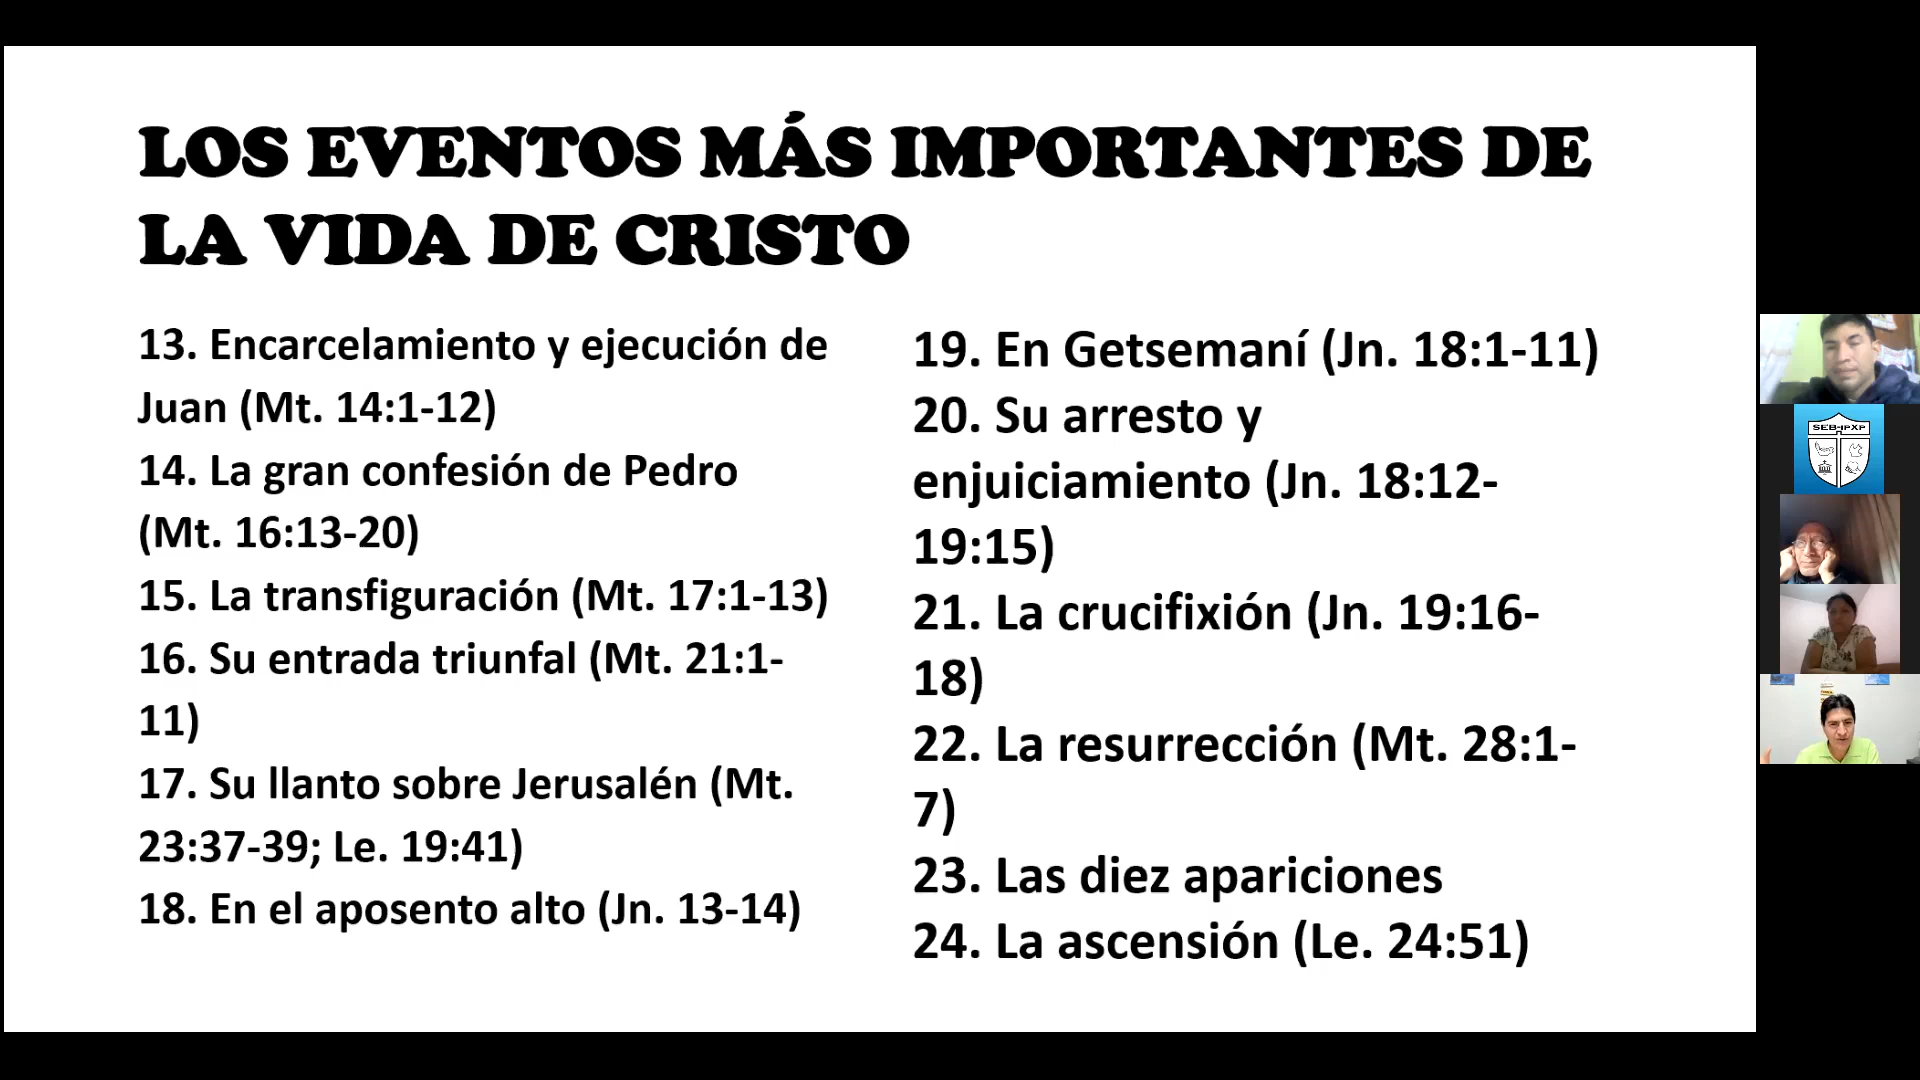 LOS EVENTOS MÁS IMPORTANTES DE
LA VIDA DE CRISTO
13. Encarcelamiento y ejecución de
Juan (Mt. 14:1-12)
14. La gran confesión de Pedro
(Mt. 16:13-20)
15. La transfiguración (Mt. 17:1-13)
16. Su entrada triunfal (Mt. 21:1-
11)
17. Su llanto sobre Jerusalén (Mt.
23:37-39; Le. 19:41)
18. En el aposento alto (Jn. 13-14)
19. En Getsemaní (Jn. 18:1-11)
20. Su arresto y
enjuiciamiento (Jn. 18:12-
19:15)
21. La crucifixión (Jn. 19:16-
18)
22. La resurrección (Mt. 28:1-
7)
23. Las diez apariciones
24. La ascensión (Le. 24:51)
SEB-IPXP